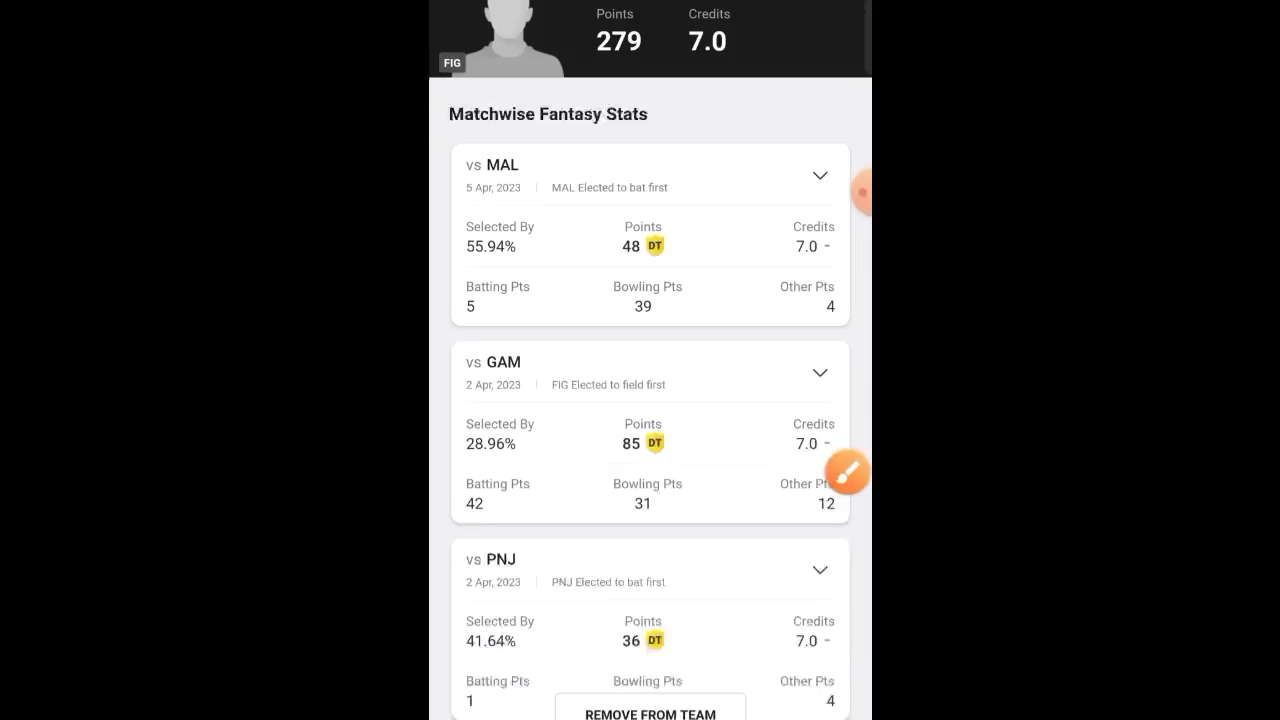 Points Credits
279 7.0
FIG
Matchwise Fantasy Stats
vs MAL
5 Apr, 2023 MAL Elected to bat first
Selected By Points Credits
55.94% 48 DT 7.0 -
Batting Pts Bowling Pts Other Pts
5 39 4
vs GAM
2 Apr, 2023 FIG Elected to field first
Selected By Points Credits
28.96% 85 DT 7.0 -
Batting Pts Bowling Pts Other
42 31 12
vs PNJ
2 Apr, 2023 PNJ Elected to bat first
Selected By Points Credits
41.64% 36 DT 7.0 -
Batting Pts Bowling Pts Other Pts
1 4
REMOVE FROM TEAM